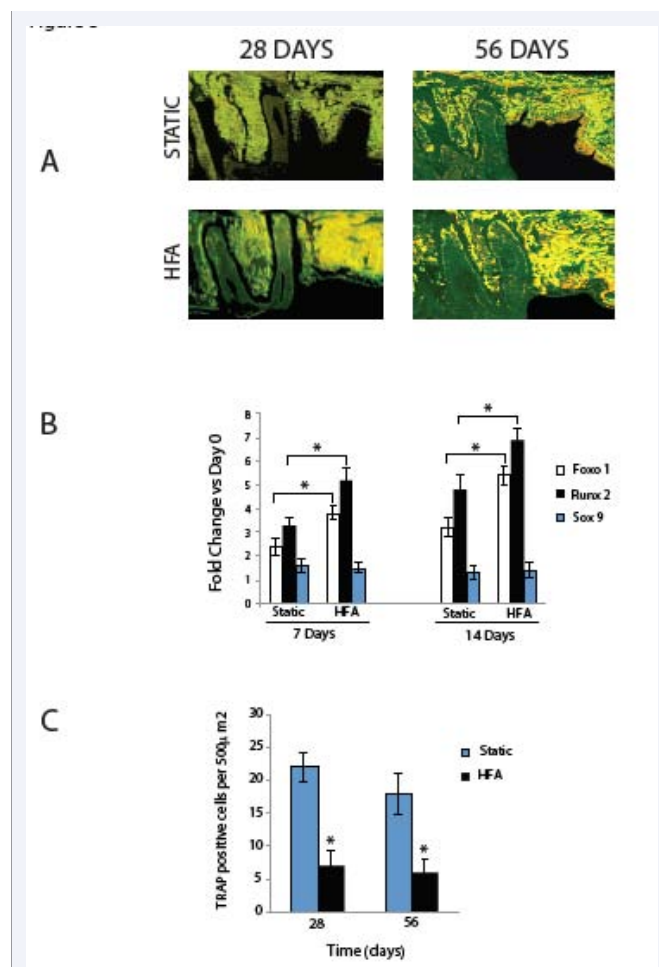 28 DAYS 56 DAYS
A
STATIC
HFA
B
Fold Change vs Day 0
8
7
6
5
4
3
2
1
0
* * * *
Foxo 1
Runx 2
Sox 9
Static HFA Static HFA
7 Days 14 Days
C
TRAP positive cells per 500µ m2
30
25
20
15
10
5
0
* *
Static
HFA
28 56
Time (days)